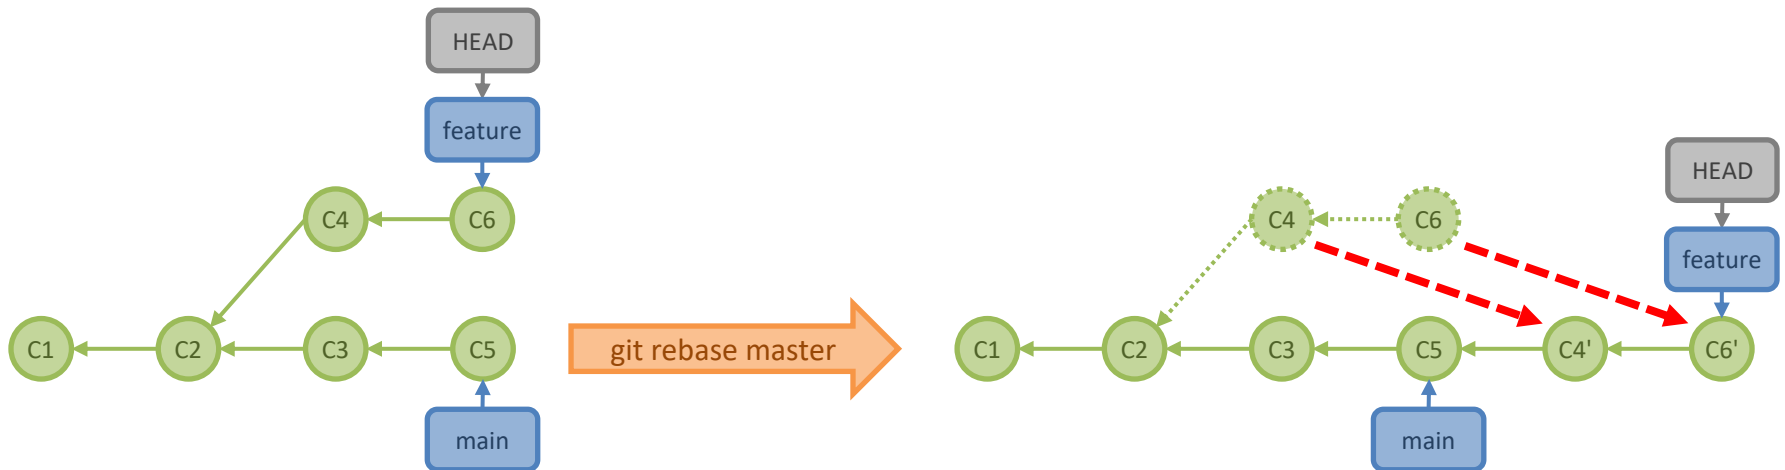 HEAD
feature
C4
C6
C1
C2
C3
C5
main
git rebase master
HEAD
feature
C4
C6
C1
C2
C3
C5
C4'
C6'
main